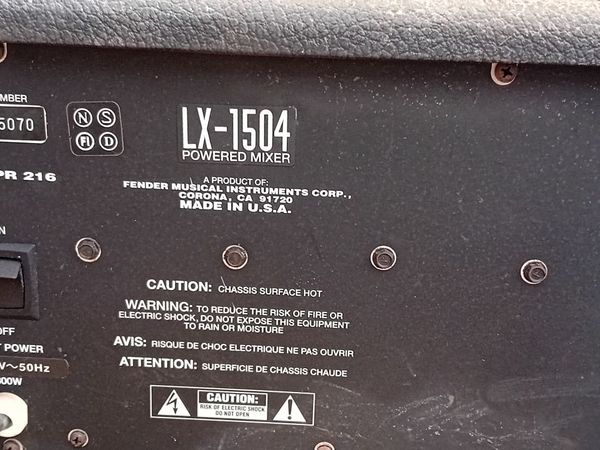 MBER
5070
N S
FI D
LX-1504
POWERED MIXER
PR 216
A PRODUCT OF:
FENDER MUSICAL INSTRUMENTS CORP.,
CORONA, CA 91720
MADE IN U.S.A.
N
CAUTION: CHASSIS SURFACE HOT
WARNING: TO REDUCE THE RISK OF FIRE OR
ELECTRIC SHOCK, DO NOT EXPOSE THIS EQUIPMENT
TO RAIN OR MOISTURE
OFF
AVIS: RISQUE DE CHOC ELECTRIQUE NE PAS OUVRIR
T POWER
ATTENTION: SUPERFICIE DE CHASSIS CHAUDE
V~50Hz
300W
CAUTION:
RISK OF ELECTRIC SHOCK
DO NOT OPEN